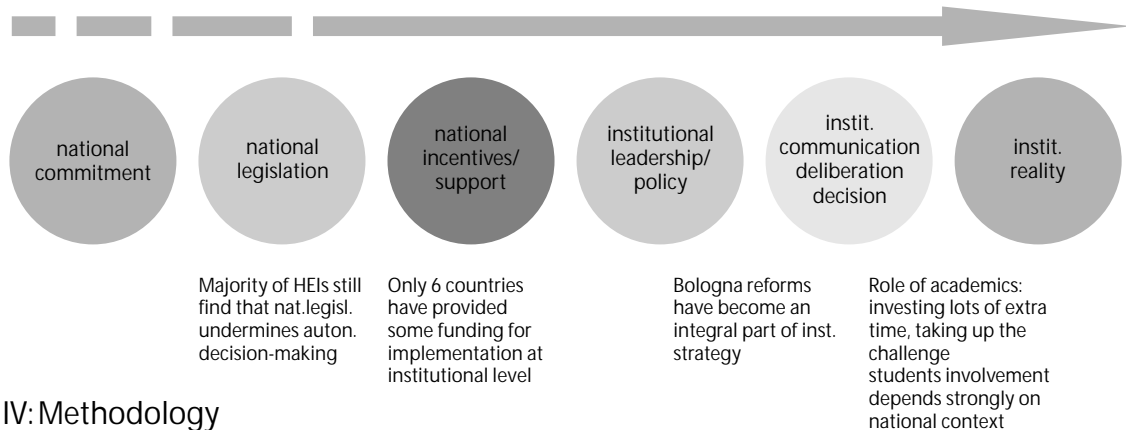 national
commitment
national
legislation
national
incentives/
support
institutional
leadership/
policy
instit.
communication
deliberation
decision
instit.
reality
Majority of HEIs still
find that nat.legisl.
undermines auton.
decision-making
Only 6 countries
have provided
some funding for
implementation at
institutional level
Bologna reforms
have become an
integral part of inst.
strategy
Role of academics:
investing lots of extra
time, taking up the
challenge
students involvement
depends strongly on
national context
IV: Methodology